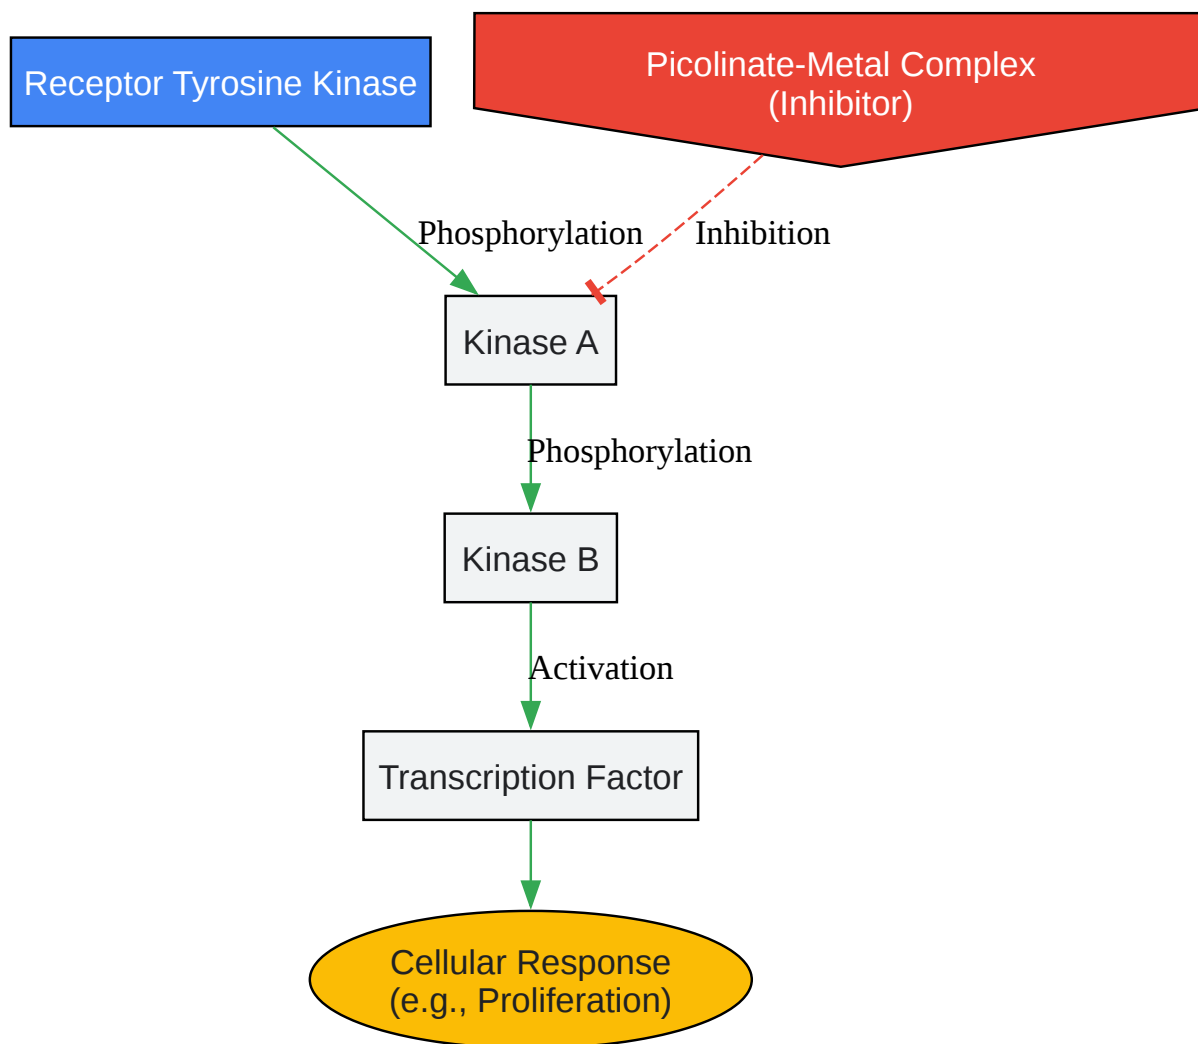 Receptor Tyrosine Kinase
Picolinate-Metal Complex
(Inhibitor)
Phosphorylation
Inhibition
Kinase A
Phosphorylation
Kinase B
Activation
Transcription Factor
Cellular Response
(e.g., Proliferation)